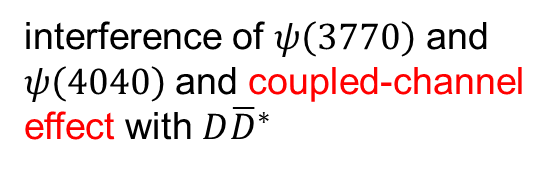 interference of ψ(3770) and
ψ(4040) and coupled-channel
effect with DD̅*